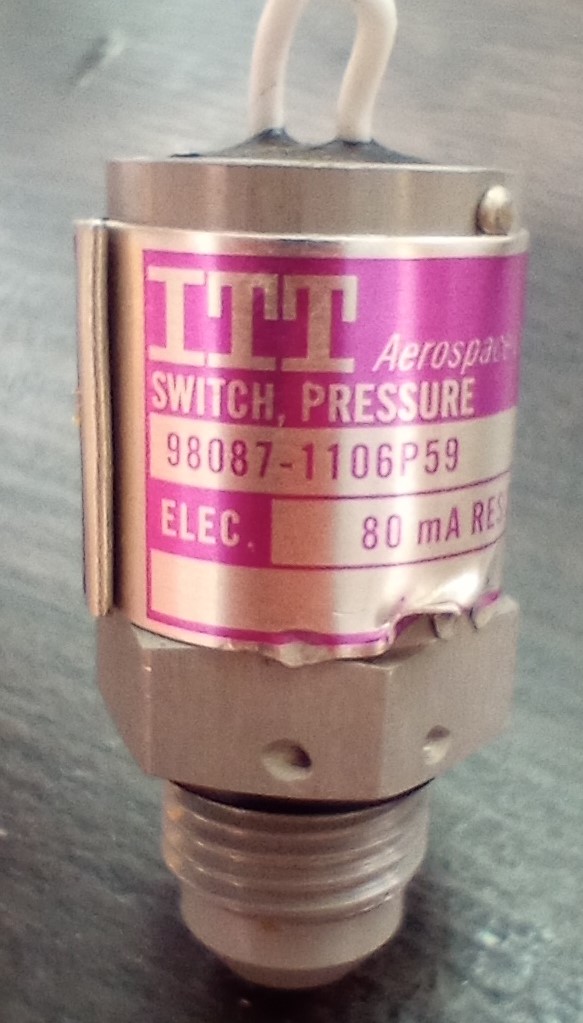 ITT Aerospace
SWITCH, PRESSURE
98087-1106P59
ELEC. 80 mA